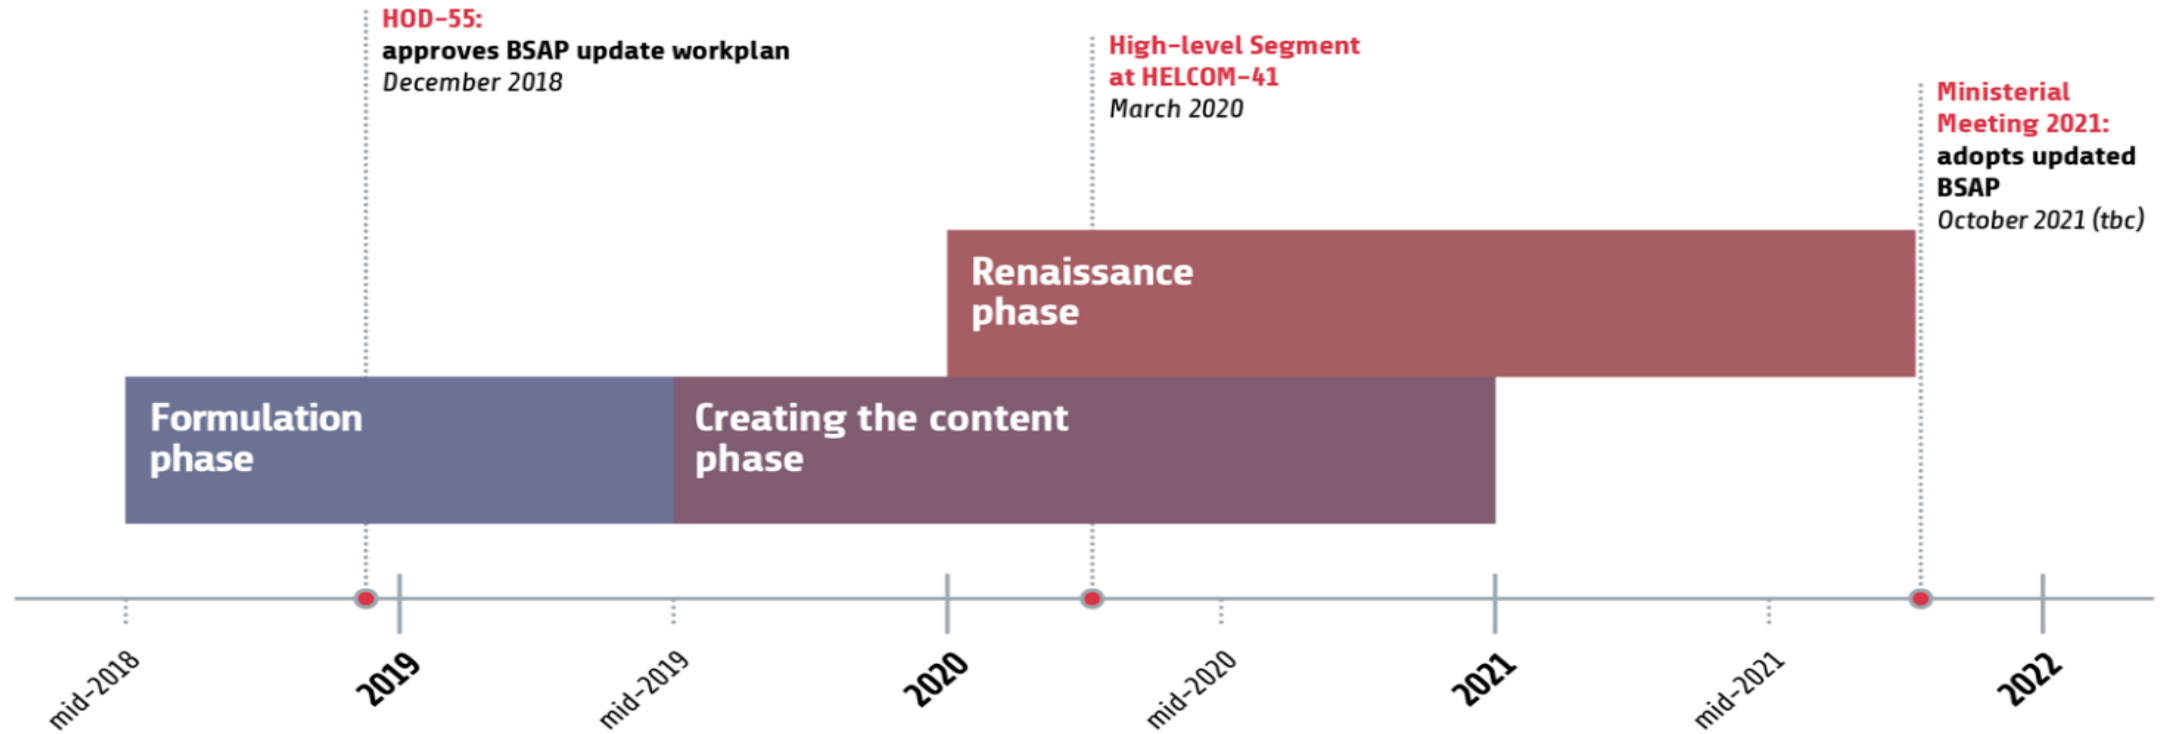 HOD-55:
approves BSAP update workplan
December 2018
High-level Segment
at HELCOM-41
March 2020
Ministerial
Meeting 2021:
adopts updated
BSAP
October 2021 (tbc)
Renaissance
phase
Formulation
phase
Creating the content
phase
mid-2018
2019
mid-2019
2020
mid-2020
2021
mid-2021
2022